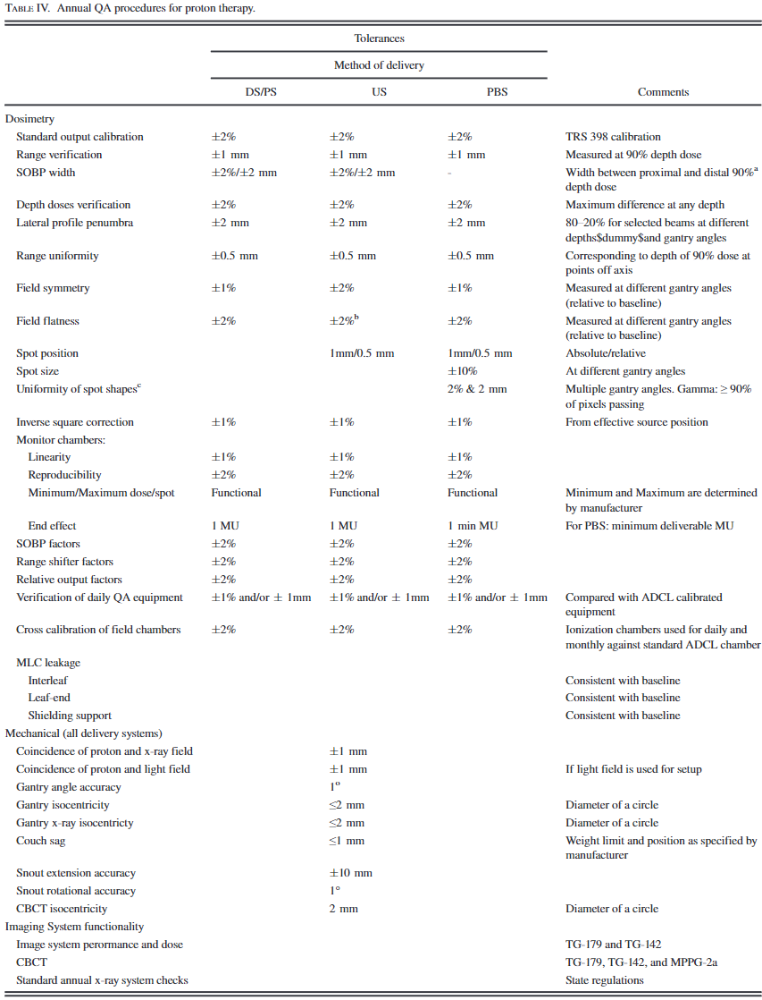 TABLE IV. Annual QA procedures for proton therapy.
Tolerances
Method of delivery
DS/PS US PBS Comments
Dosimetry
Standard output calibration ±2% ±2% ±2% TRS 398 calibration
Range verification ±1 mm ±1 mm ±1 mm Measured at 90% depth dose
SOBP width ±2%/±2 mm ±2%/±2 mm - Width between proximal and distal 90%a
depth dose
Depth doses verification ±2% ±2% ±2% Maximum difference at any depth
Lateral profile penumbra ±2 mm ±2 mm ±2 mm 80–20% for selected beams at different
depths$dummy$and gantry angles
Range uniformity ±0.5 mm ±0.5 mm ±0.5 mm Corresponding to depth of 90% dose at
points off axis
Field symmetry ±1% ±2% ±1% Measured at different gantry angles
(relative to baseline)
Field flatness ±2% ±2%b ±2% Measured at different gantry angles
(relative to baseline)
Spot position 1mm/0.5 mm 1mm/0.5 mm Absolute/relative
Spot size ±10% At different gantry angles
Uniformity of spot shapesc 2% & 2 mm Multiple gantry angles. Gamma: ≥ 90%
of pixels passing
Inverse square correction ±1% ±1% ±1% From effective source position
Monitor chambers:
Linearity ±1% ±1% ±1%
Reproducibility ±2% ±2% ±2%
Minimum/Maximum dose/spot Functional Functional Functional Minimum and Maximum are determined
by manufacturer
End effect 1 MU 1 MU 1 min MU For PBS: minimum deliverable MU
SOBP factors ±2% ±2% ±2%
Range shifter factors ±2% ±2% ±2%
Relative output factors ±2% ±2% ±2%
Verification of daily QA equipment ±1% and/or ± 1mm ±1% and/or ± 1mm ±1% and/or ± 1mm Compared with ADCL calibrated
equipment
Cross calibration of field chambers ±2% ±2% ±2% Ionization chambers used for daily and
monthly against standard ADCL chamber
MLC leakage
Interleaf Consistent with baseline
Leaf-end Consistent with baseline
Shielding support Consistent with baseline
Mechanical (all delivery systems)
Coincidence of proton and x-ray field ±1 mm
Coincidence of proton and light field ±1 mm If light field is used for setup
Gantry angle accuracy 1°
Gantry isocentricity ≤2 mm Diameter of a circle
Gantry x-ray isocentricty ≤2 mm Diameter of a circle
Couch sag ≤1 mm Weight limit and position as specified by
manufacturer
Snout extension accuracy ±10 mm
Snout rotational accuracy 1°
CBCT isocentricity 2 mm Diameter of a circle
Imaging System functionality
Image system perormance and dose TG-179 and TG-142
CBCT TG-179, TG-142, and MPPG-2a
Standard annual x-ray system checks State regulations